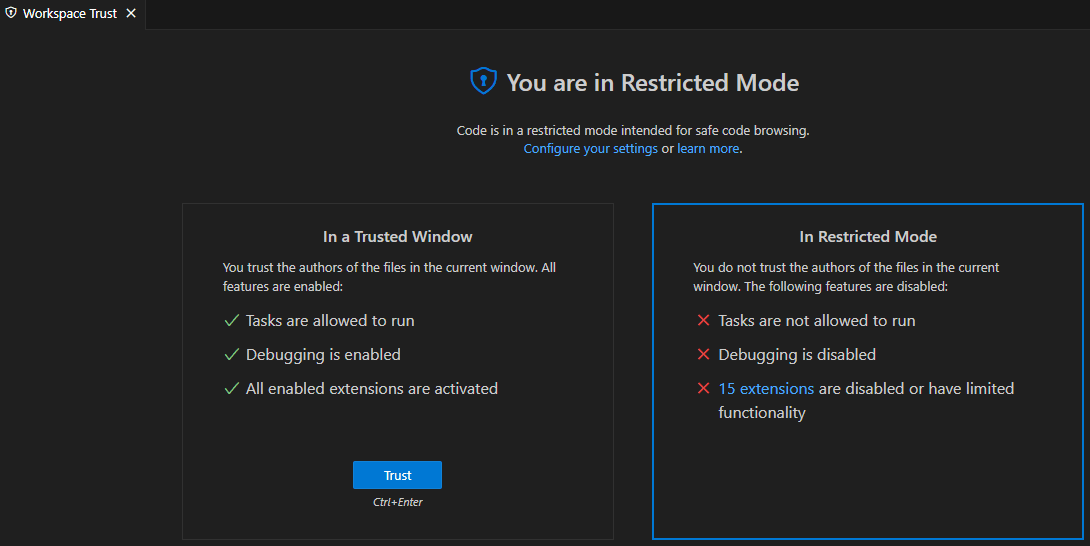 Workspace Trust
You are in Restricted Mode
Code is in a restricted mode intended for safe code browsing.
Configure your settings or learn more.
In a Trusted Window
You trust the authors of the files in the current window. All
features are enabled:
Tasks are allowed to run
Debugging is enabled
All enabled extensions are activated
Trust
Ctrl+Enter
In Restricted Mode
You do not trust the authors of the files in the current
window. The following features are disabled:
Tasks are not allowed to run
Debugging is disabled
15 extensions are disabled or have limited
functionality